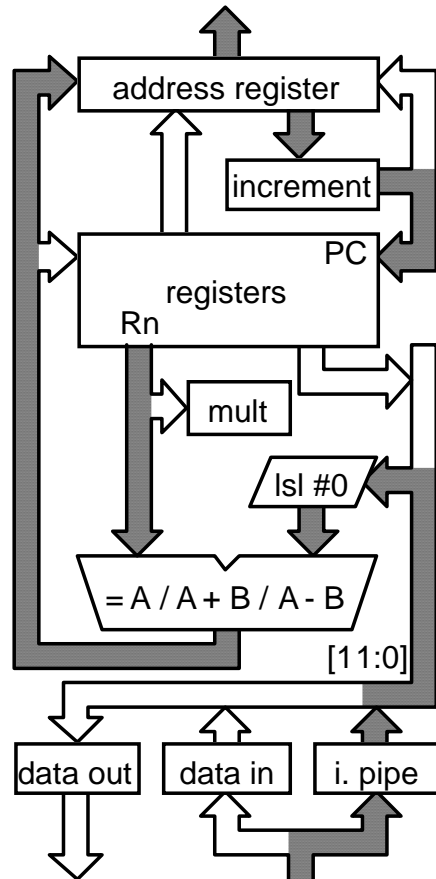 address register
increment
PC
registers
Rn
mult
lsl #0
= A / A + B / A - B
[11:0]
data out
data in
i. pipe